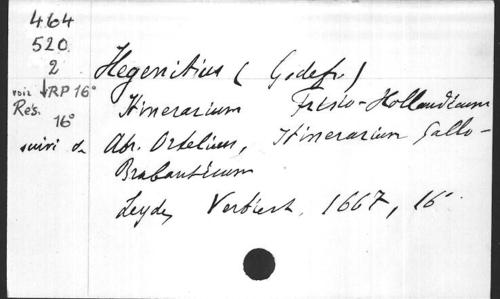 464
520
2
voir ↓RP 16°
Rés.
16°
Hegenitius (Godefr.)
Itinerarium Frisio-Hollandicum
suivi de Abr. Ortelius, Itinerarium Gallo-
Brabanticum
Leyde, Verbiest, 1667, 16°